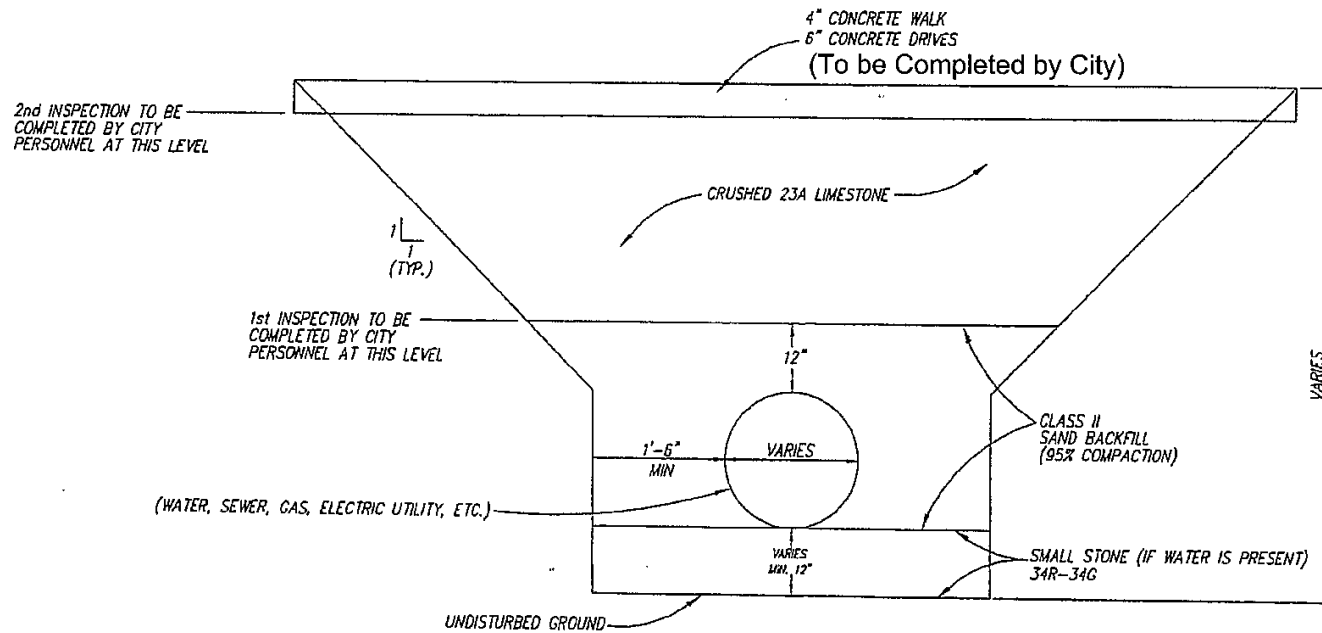 4" CONCRETE WALK
6" CONCRETE DRIVES
(To be Completed by City)
2nd INSPECTION TO BE
COMPLETED BY CITY
PERSONNEL AT THIS LEVEL
CRUSHED 23A LIMESTONE
1
1
(TYP.)
1st INSPECTION TO BE
COMPLETED BY CITY
PERSONNEL AT THIS LEVEL
12"
VARIES
CLASS II
SAND BACKFILL
(95% COMPACTION)
1'-6"
MIN
VARIES
(WATER, SEWER, GAS, ELECTRIC UTILITY, ETC.)
VARIES
MIN. 12"
SMALL STONE (IF WATER IS PRESENT)
34R-34G
UNDISTURBED GROUND